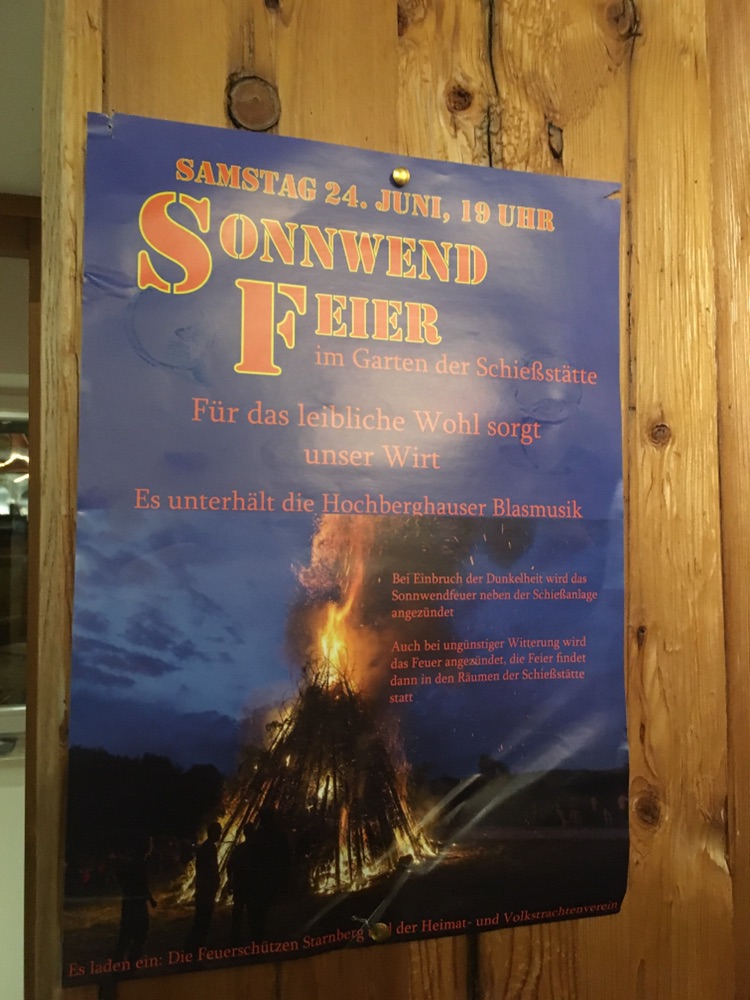 SAMSTAG 24. JUNI, 19 UHR
SONNWEND
FEIER
im Garten der Schießstätte
Für das leibliche Wohl sorgt
unser Wirt
Es unterhält die Hochberghauser Blasmusik
Bei Einbruch der Dunkelheit wird das
Sonnwendfeuer neben der Schießanlage
angezündet
Auch bei ungünstiger Witterung wird
das Feuer angezündet, die Feier findet
dann in den Räumen der Schießstätte
statt
Es laden ein: Die Feuerschützen Starnberg der Heimat- und Volkstrachtenverein